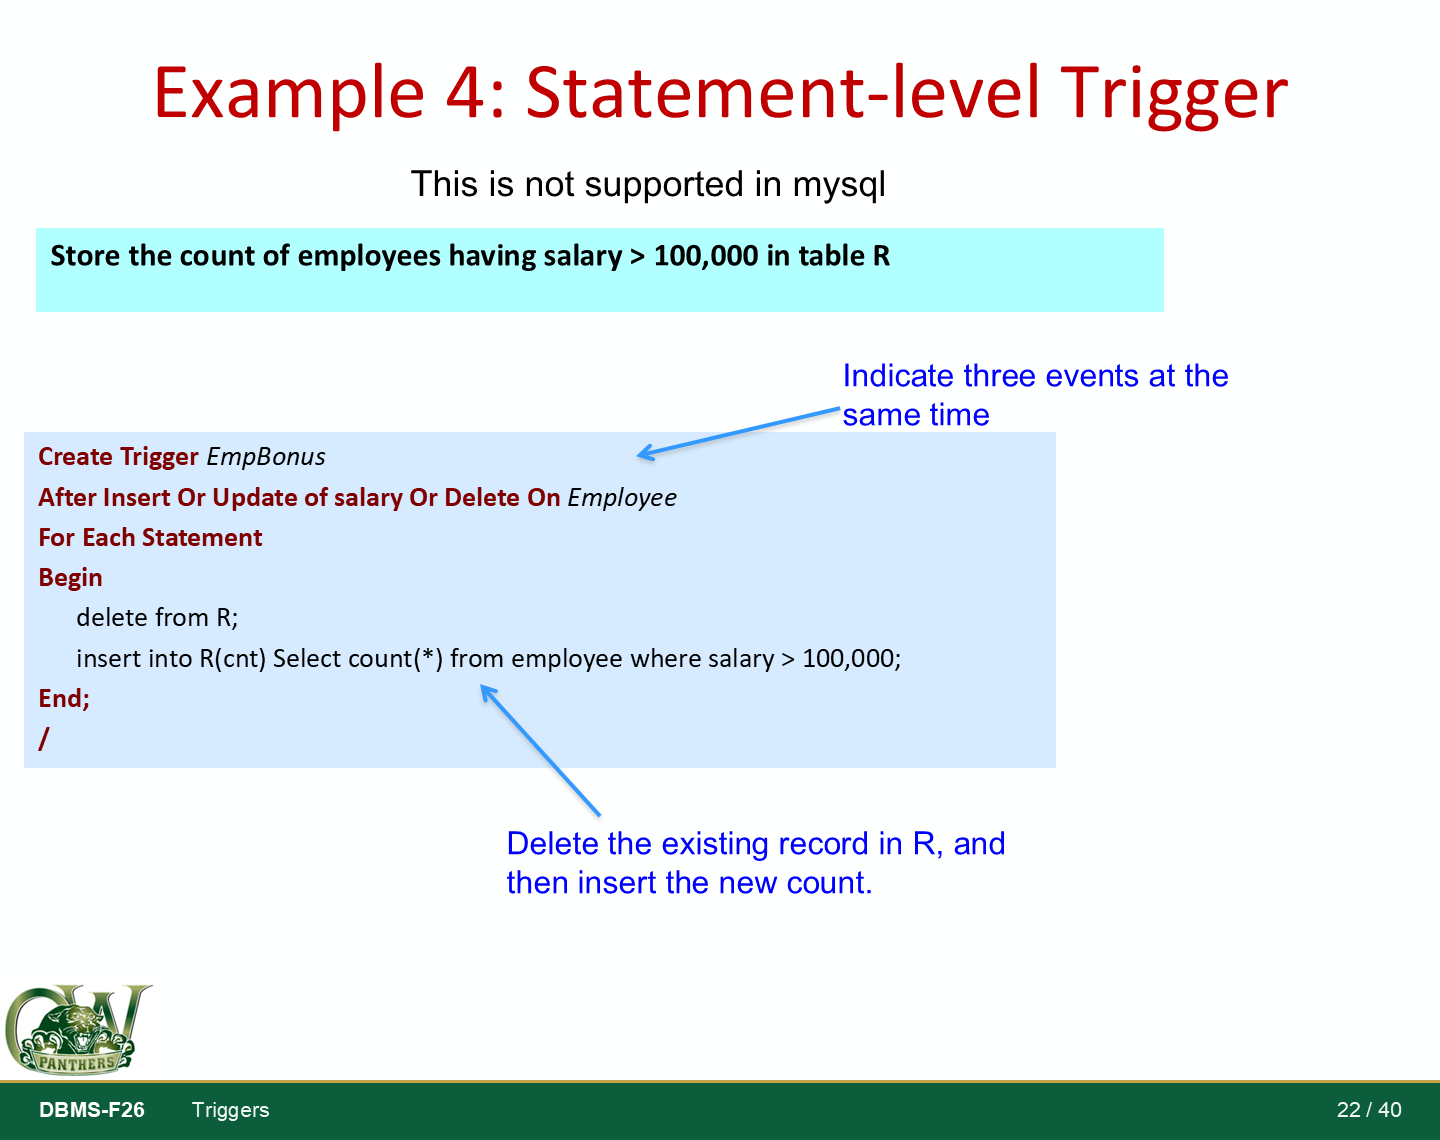 Example 4: Statement-level Trigger
This is not supported in mysql
Store the count of employees having salary > 100,000 in table R
Indicate three events at the
same time
Create Trigger EmpBonus
After Insert Or Update of salary Or Delete On Employee
For Each Statement
Begin
delete from R;
insert into R(cnt) Select count(*) from employee where salary > 100,000;
End;
/
Delete the existing record in R, and
then insert the new count.
OW
PANTHERS
DBMS-F26 Triggers 22 / 40